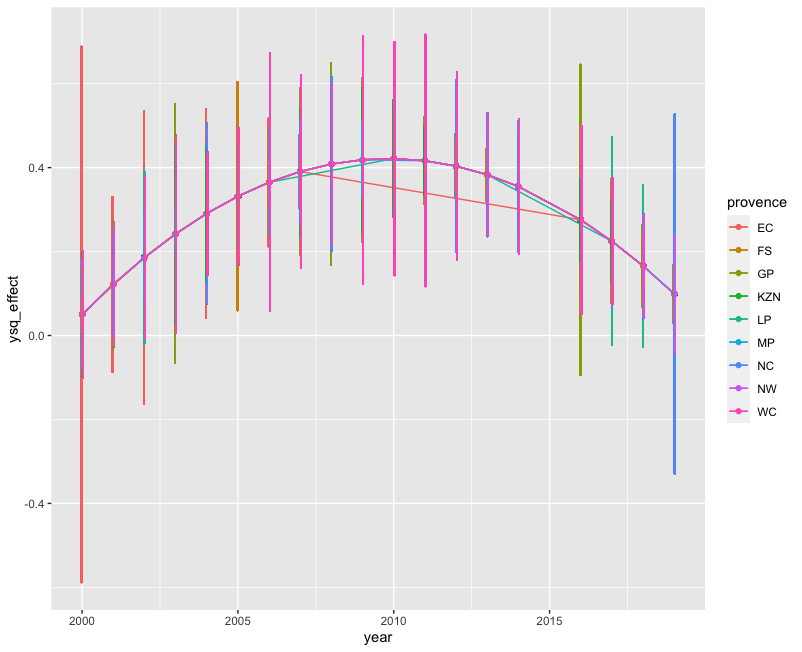 ysq_effect
0.4
0.0
-0.4
2000
2005
2010
2015
year
provence
EC
FS
GP
KZN
LP
MP
NC
NW
WC